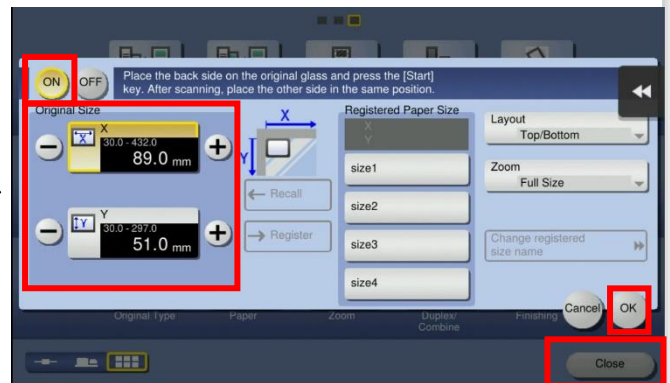 ON
OFF
Place the back side on the original glass and press the [Start]
key. After scanning, place the other side in the same position.
Original Size
X
X
30.0 - 432.0
89.0 mm
Y
Y
30.0 - 297.0
51.0 mm
X
Y
← Recall
→ Register
Registered Paper Size
X
Y
size1
size2
size3
size4
Layout
Top/Bottom
Zoom
Full Size
Change registered
size name
Cancel
OK
Original Type
Paper
Zoom
Duplex/
Combine
Finishing
Close